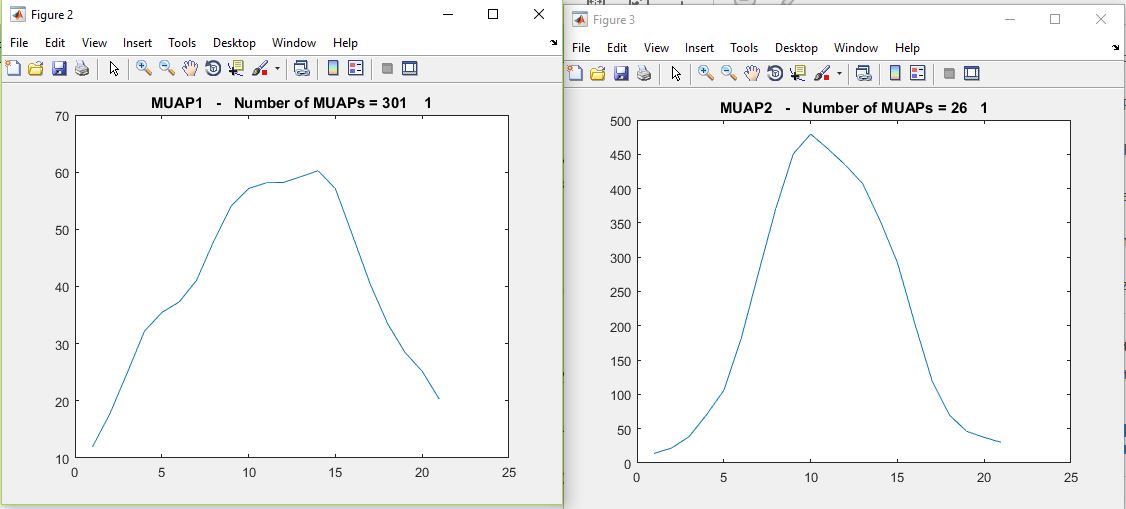 Figure 2
File Edit View Insert Tools Desktop Window Help
MUAP1 - Number of MUAPs = 301 1
70
60
50
40
30
20
10
0 5 10 15 20 25
Figure 3
File Edit View Insert Tools Desktop Window Help
MUAP2 - Number of MUAPs = 26 1
500
450
400
350
300
250
200
150
100
50
0
0 5 10 15 20 25